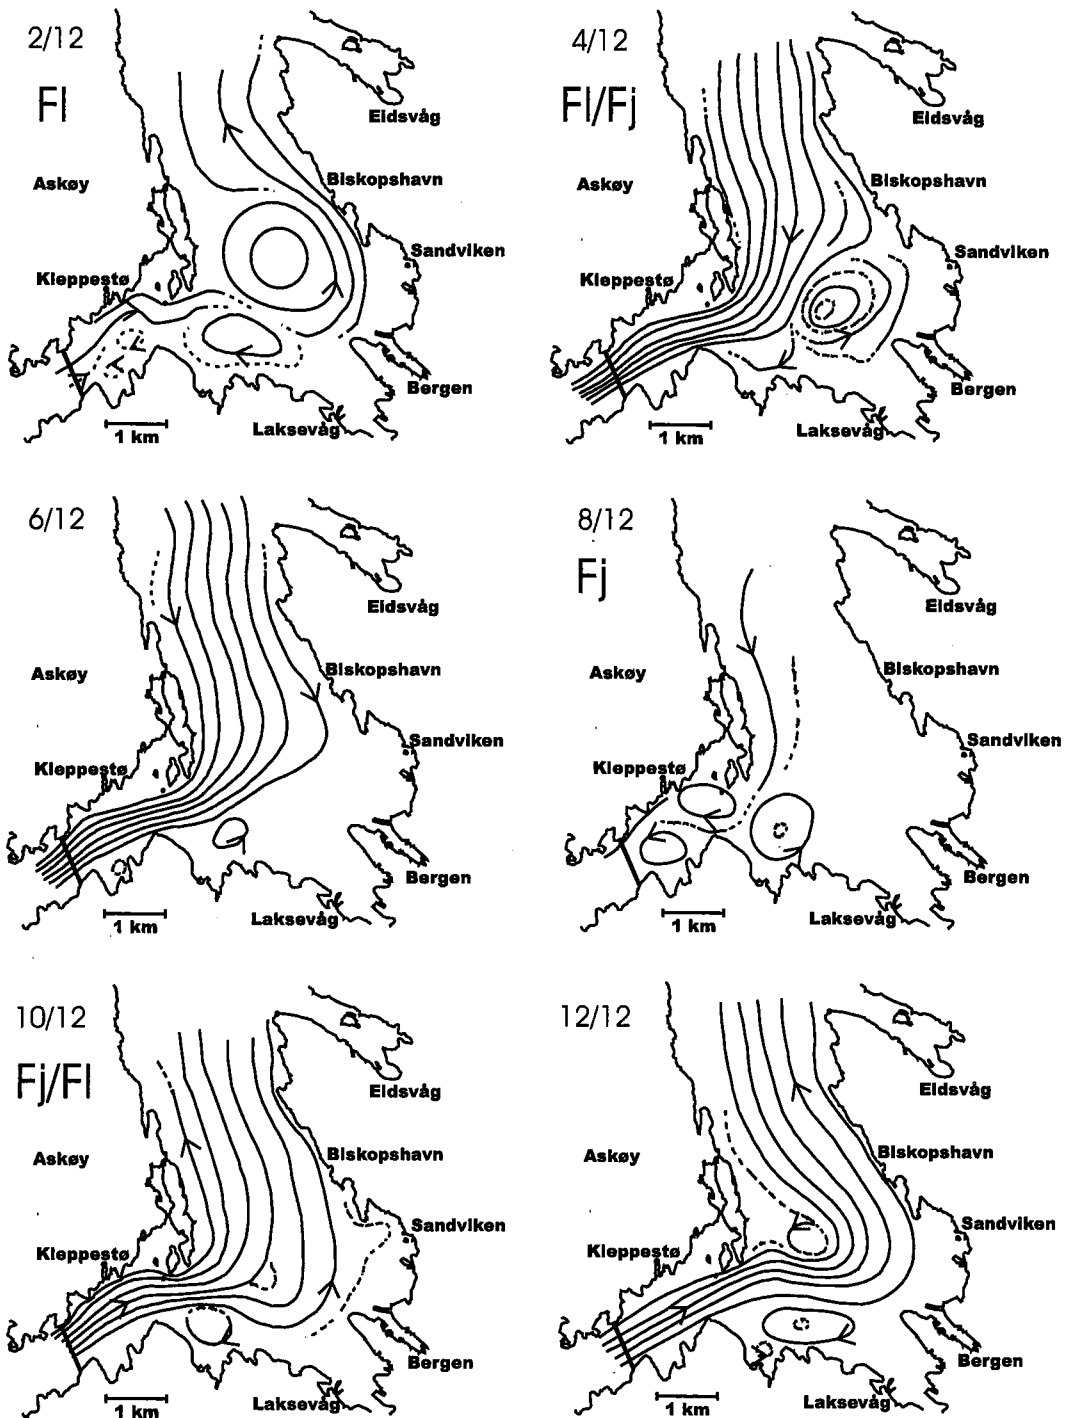 2/12
Fl
Eidsvåg
Askøy
Biskopshavn
Sandviken
Kleppestø
Bergen
Laksevåg
1 km
4/12
Fl/Fj
Eidsvåg
Askøy
Biskopshavn
Sandviken
Kleppestø
Bergen
Laksevåg
1 km
6/12
Eidsvåg
Askøy
Biskopshavn
Sandviken
Kleppestø
Bergen
Laksevåg
1 km
8/12
Fj
Eidsvåg
Askøy
Biskopshavn
Sandviken
Kleppestø
Bergen
Laksevåg
1 km
10/12
Fj/Fl
Eidsvåg
Askøy
Biskopshavn
Sandviken
Kleppestø
Bergen
Laksevåg
1 km
12/12
Eidsvåg
Askøy
Biskopshavn
Sandviken
Kleppestø
Bergen
Laksevåg
1 km